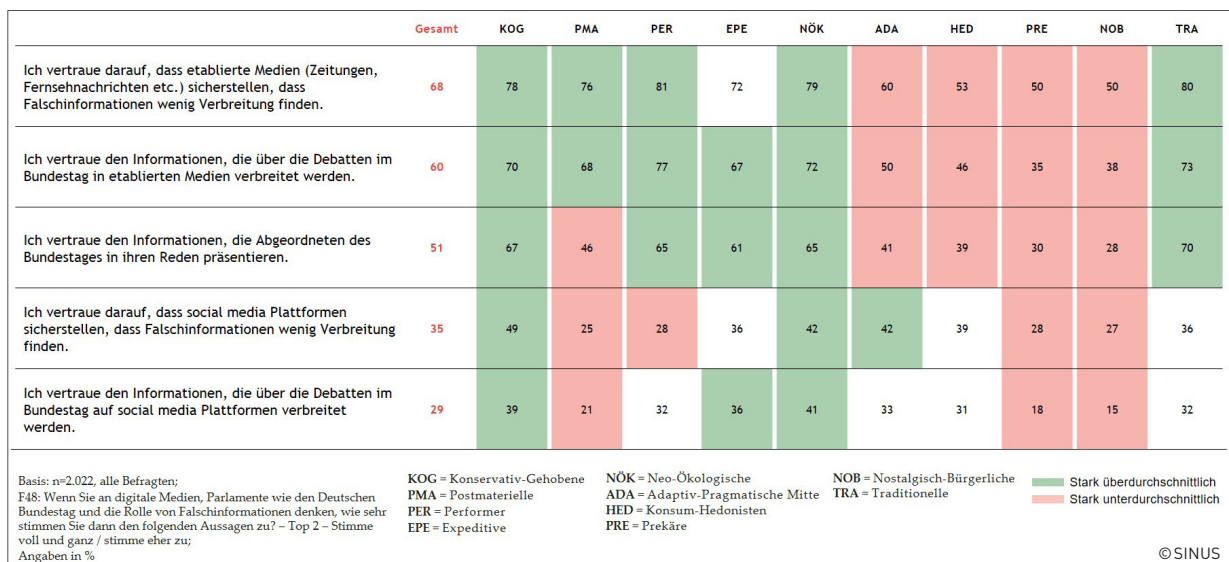 Gesamt KOG PMA PER EPE NÖK ADA HED PRE NOB TRA
Ich vertraue darauf, dass etablierte Medien (Zeitungen,
Fernsehnachrichten etc.) sicherstellen, dass
Falschinformationen wenig Verbreitung finden.
68 78 76 81 72 79 60 53 50 50 80
Ich vertraue den Informationen, die über die Debatten im
Bundestag in etablierten Medien verbreitet werden.
60 70 68 77 67 72 50 46 35 38 73
Ich vertraue den Informationen, die Abgeordneten des
Bundestages in ihren Reden präsentieren.
51 67 46 65 61 65 41 39 30 28 70
Ich vertraue darauf, dass social media Plattformen
sicherstellen, dass Falschinformationen wenig Verbreitung
finden.
35 49 25 28 36 42 42 39 28 27 36
Ich vertraue den Informationen, die über die Debatten im
Bundestag auf social media Plattformen verbreitet
werden.
29 39 21 32 36 41 33 31 18 15 32
Basis: n=2.022, alle Befragten;
F48: Wenn Sie an digitale Medien, Parlamente wie den Deutschen
Bundestag und die Rolle von Falschinformationen denken, wie sehr
stimmen Sie dann den folgenden Aussagen zu? – Top 2 – Stimme
voll und ganz / stimme eher zu;
Angaben in %
KOG = Konservativ-Gehobene
PMA = Postmaterielle
PER = Performer
EPE = Expeditive
NÖK = Neo-Ökologische
ADA = Adaptiv-Pragmatische Mitte
HED = Konsum-Hedonisten
PRE = Prekäre
NOB = Nostalgisch-Bürgerliche
TRA = Traditionelle
Stark überdurchschnittlich
Stark unterdurchschnittlich
©SINUS